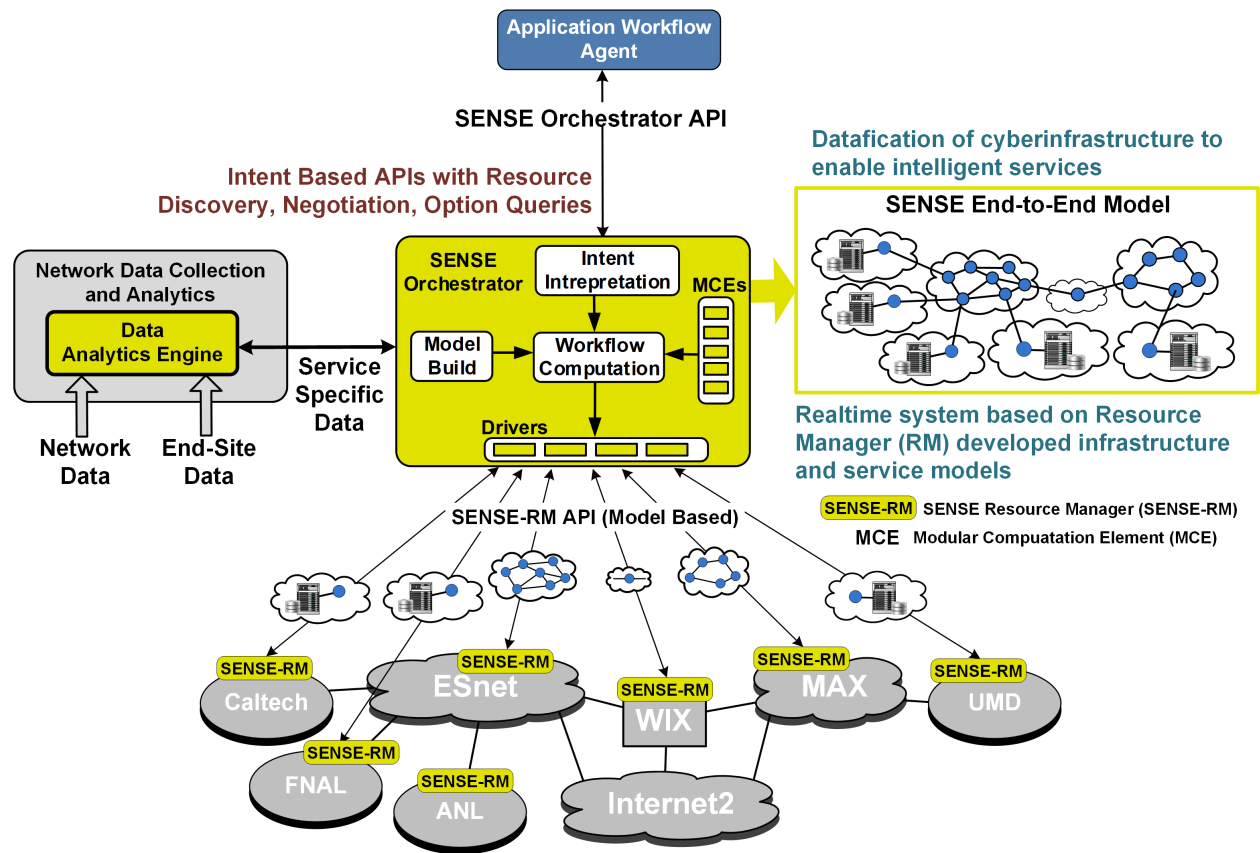 Application Workflow
Agent
SENSE Orchestrator API
Intent Based APIs with Resource
Discovery, Negotiation, Option Queries
Datafication of cyberinfrastructure to
enable intelligent services
SENSE End-to-End Model
Network Data Collection
and Analytics
Data
Analytics Engine
Network
Data
End-Site
Data
Service
Specific
Data
SENSE
Orchestrator
Intent
Intrepretation
MCEs
Model
Build
Workflow
Computation
Drivers
Realtime system based on Resource
Manager (RM) developed infrastructure
and service models
SENSE-RM SENSE Resource Manager (SENSE-RM)
MCE Modular Compuatation Element (MCE)
SENSE-RM API (Model Based)
SENSE-RM
Caltech
SENSE-RM
ESnet
SENSE-RM
WIX
SENSE-RM
MAX
SENSE-RM
UMD
SENSE-RM
FNAL
SENSE-RM
ANL
Internet2